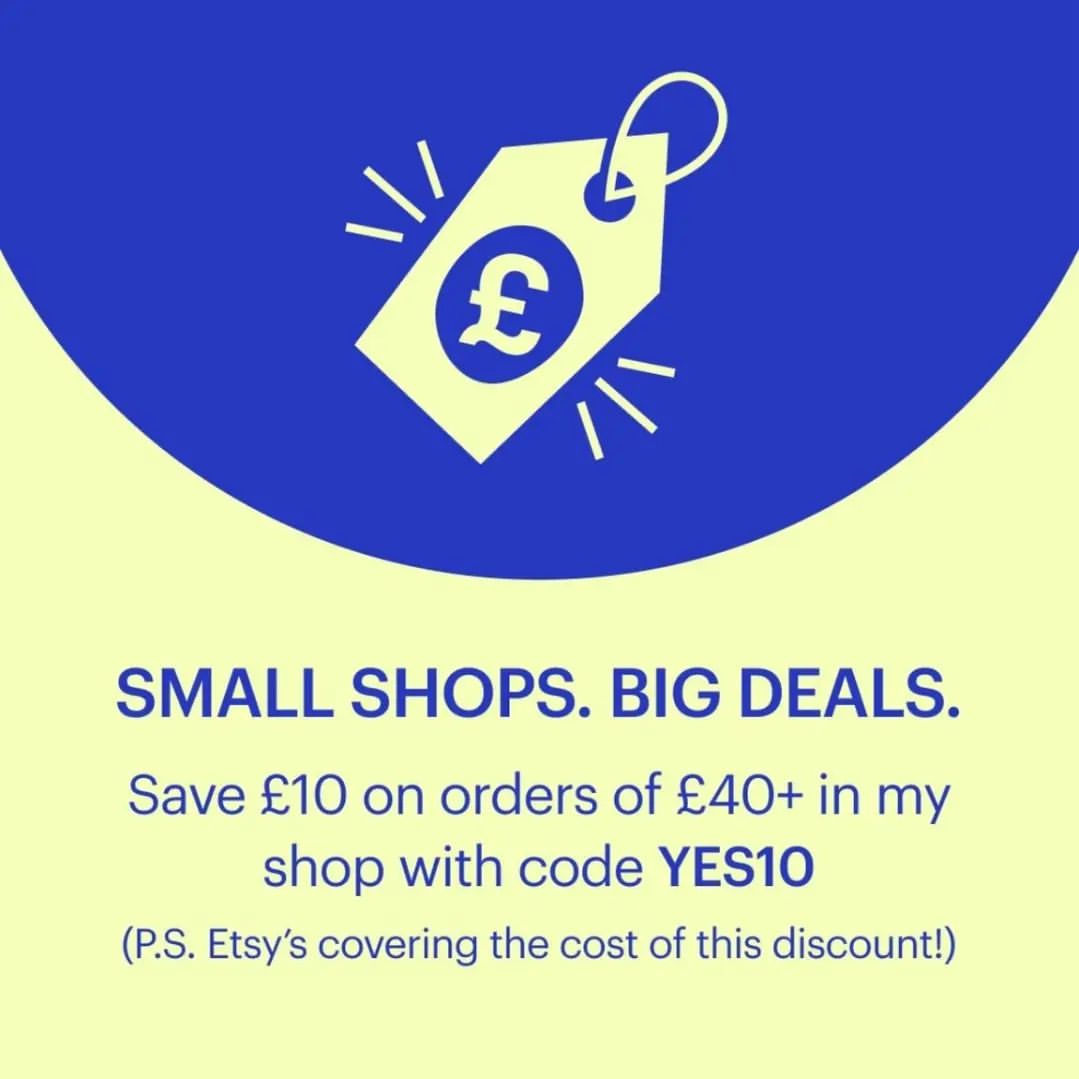 £
SMALL SHOPS. BIG DEALS.
Save £10 on orders of £40+ in my
shop with code YES10
(P.S. Etsy’s covering the cost of this discount!)